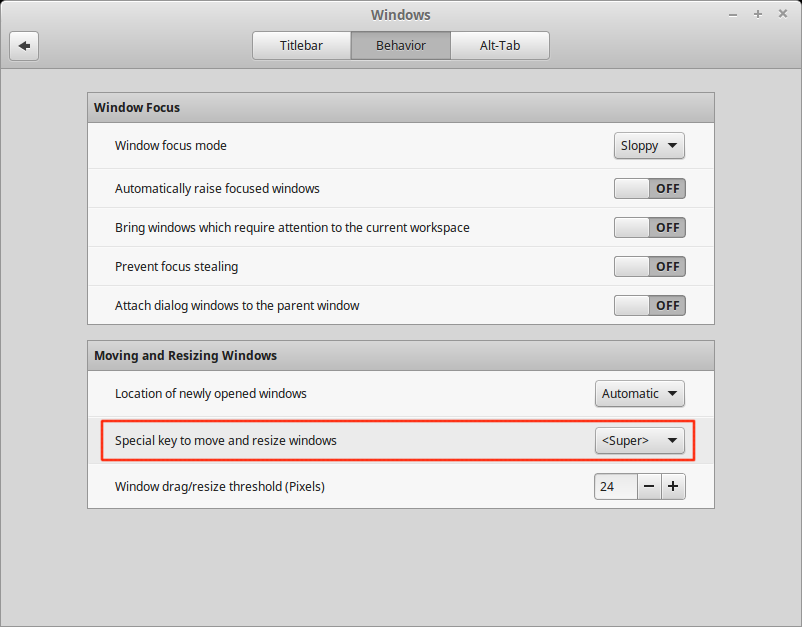 Windows
Titlebar Behavior Alt-Tab
Window Focus
Window focus mode Sloppy
Automatically raise focused windows OFF
Bring windows which require attention to the current workspace OFF
Prevent focus stealing OFF
Attach dialog windows to the parent window OFF
Moving and Resizing Windows
Location of newly opened windows Automatic
Special key to move and resize windows <Super>
Window drag/resize threshold (Pixels) 24